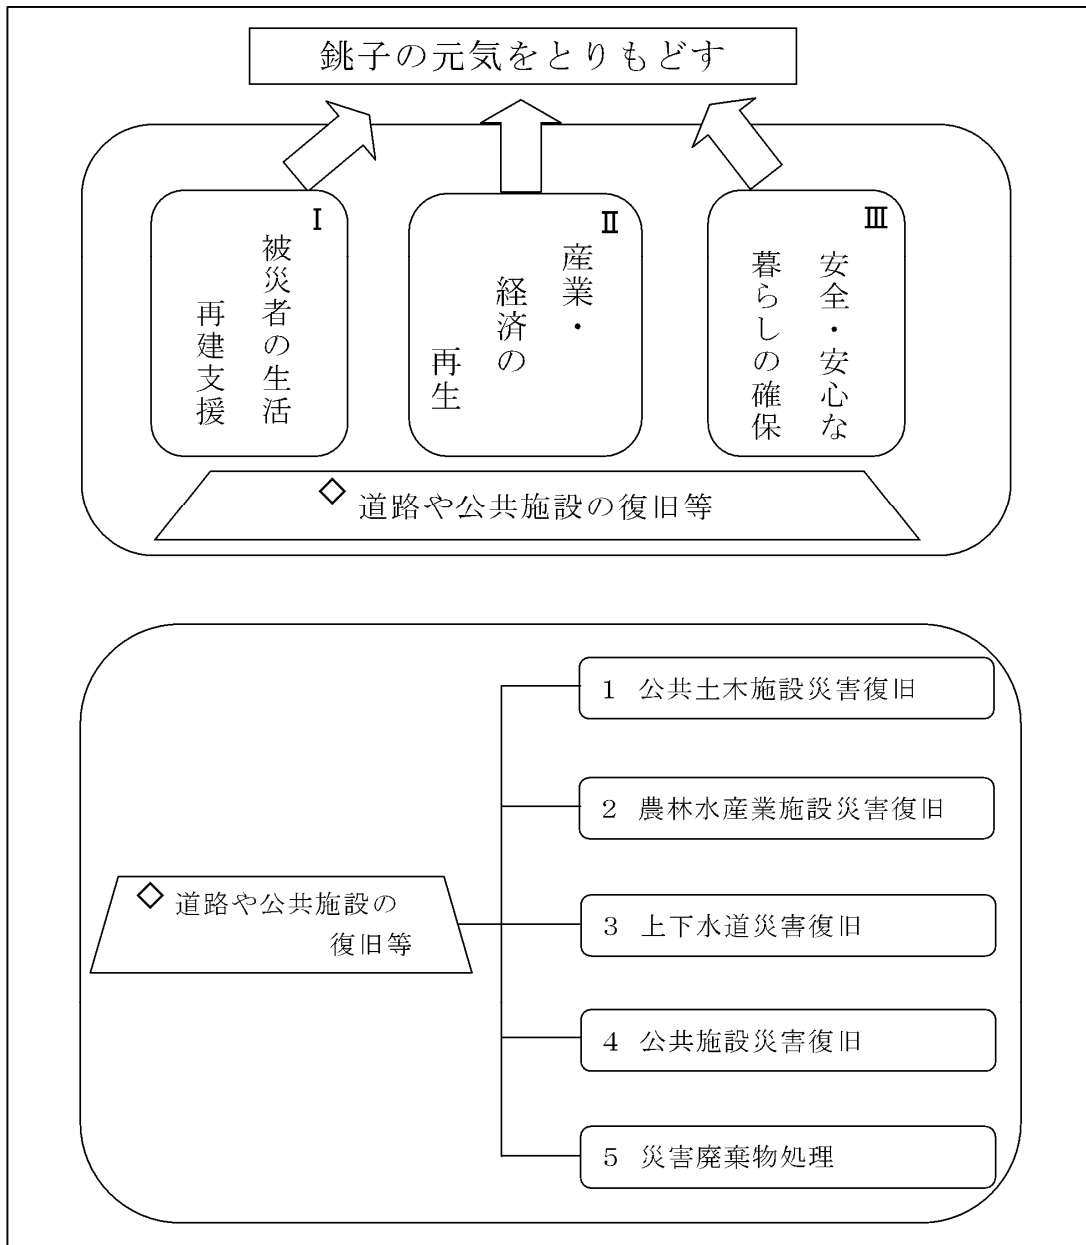 銚子の元気をとりもどす
Ⅰ
被災者の生活
再建支援
Ⅱ
産業・
経済の
再生
Ⅲ
安全・安心な
暮らしの確保
◇ 道路や公共施設の復旧等
◇ 道路や公共施設の
復旧等
1 公共土木施設災害復旧
2 農林水産業施設災害復旧
3 上下水道災害復旧
4 公共施設災害復旧
5 災害廃棄物処理